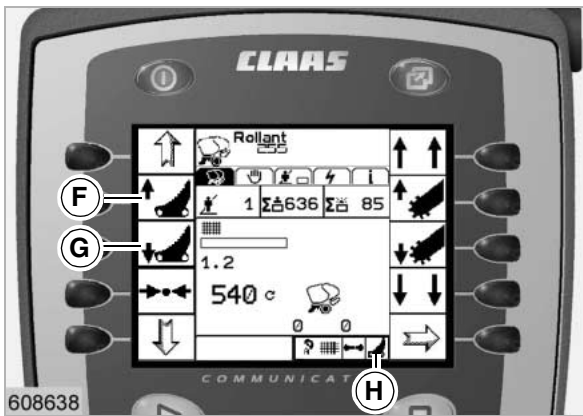 CLAAS
Rollant
255
i
F
1 Σ636 Σ 85
G
1.2
540
0 0
R
COMMUNICAT
H
608638